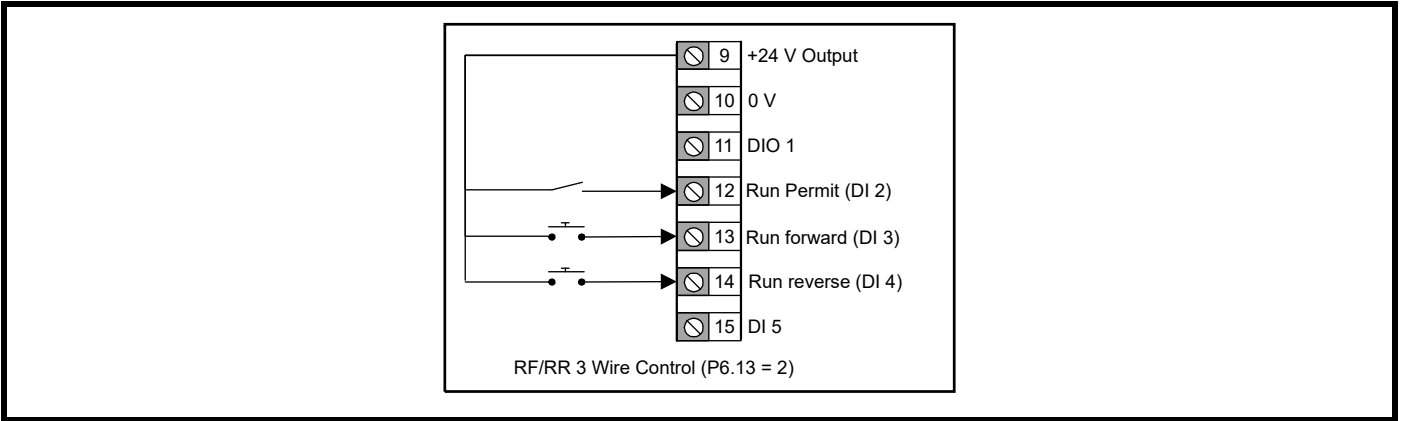 9 +24 V Output
10 0 V
11 DIO 1
12 Run Permit (DI 2)
13 Run forward (DI 3)
14 Run reverse (DI 4)
15 DI 5
RF/RR 3 Wire Control (P6.13 = 2)